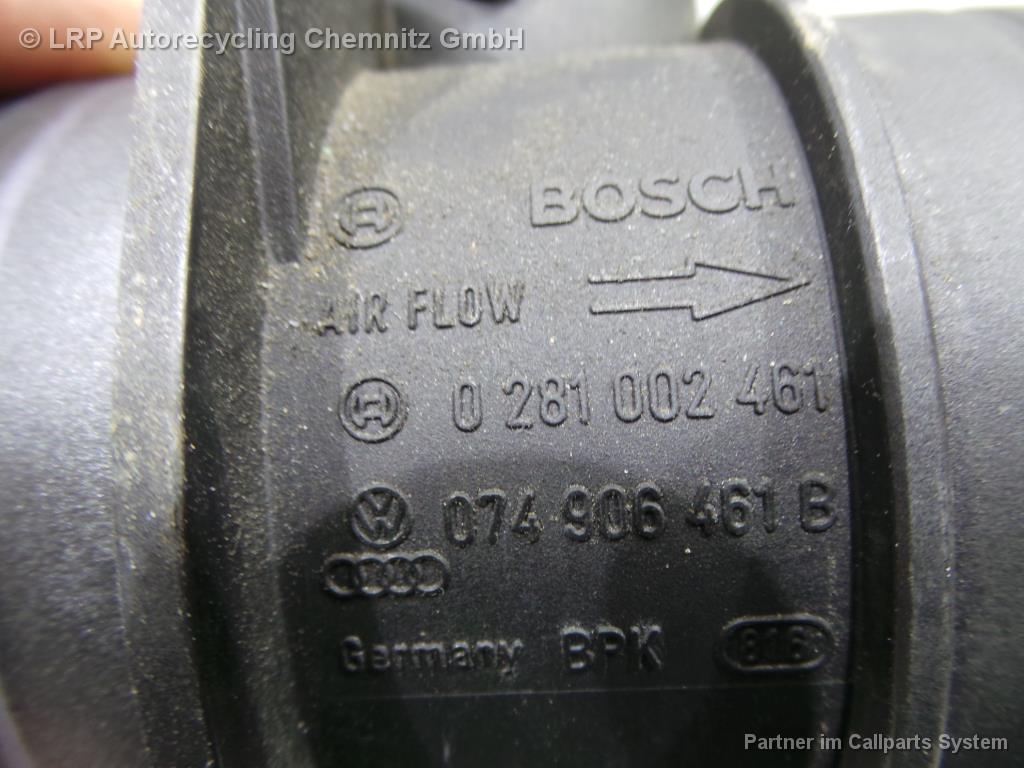 © LRP Autorecycling Chemnitz GmbH
BOSCH
AIR FLOW
0 281 002 461
074 906 461 B
Germany BPK 816
Partner im Callparts System